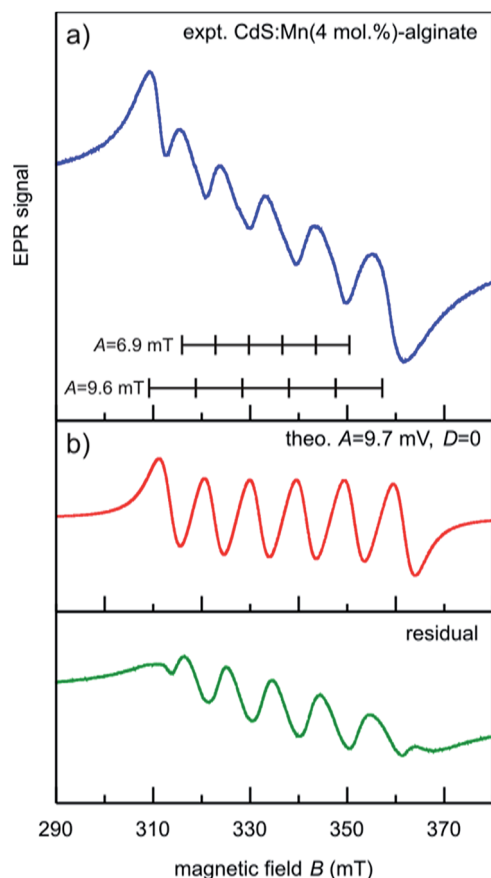 a) expt. CdS:Mn(4 mol.%)-alginate
EPR signal
A=6.9 mT
A=9.6 mT
b) theo. A=9.7 mV, D=0
residual
290 310 330 350 370
magnetic field B (mT)